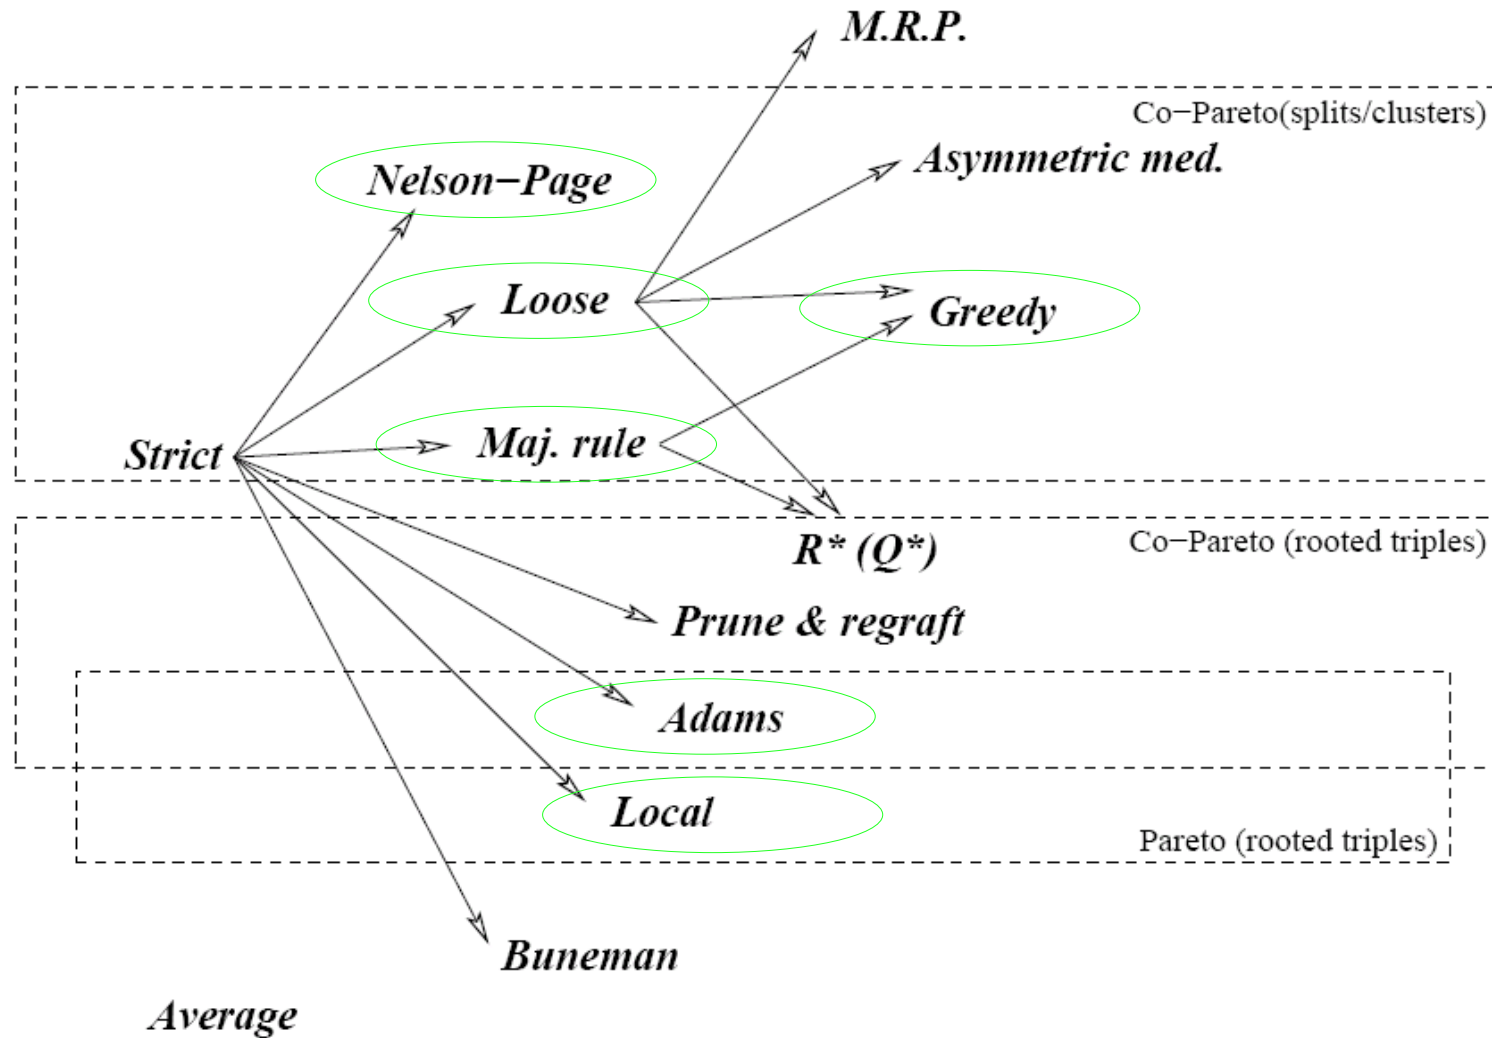 M.R.P.
Co−Pareto(splits/clusters)
Asymmetric med.
Nelson−Page
Loose
Greedy
Maj. rule
Strict
Co−Pareto (rooted triples)
R* (Q*)
Prune & regraft
Adams
Local
Pareto (rooted triples)
Buneman
Average